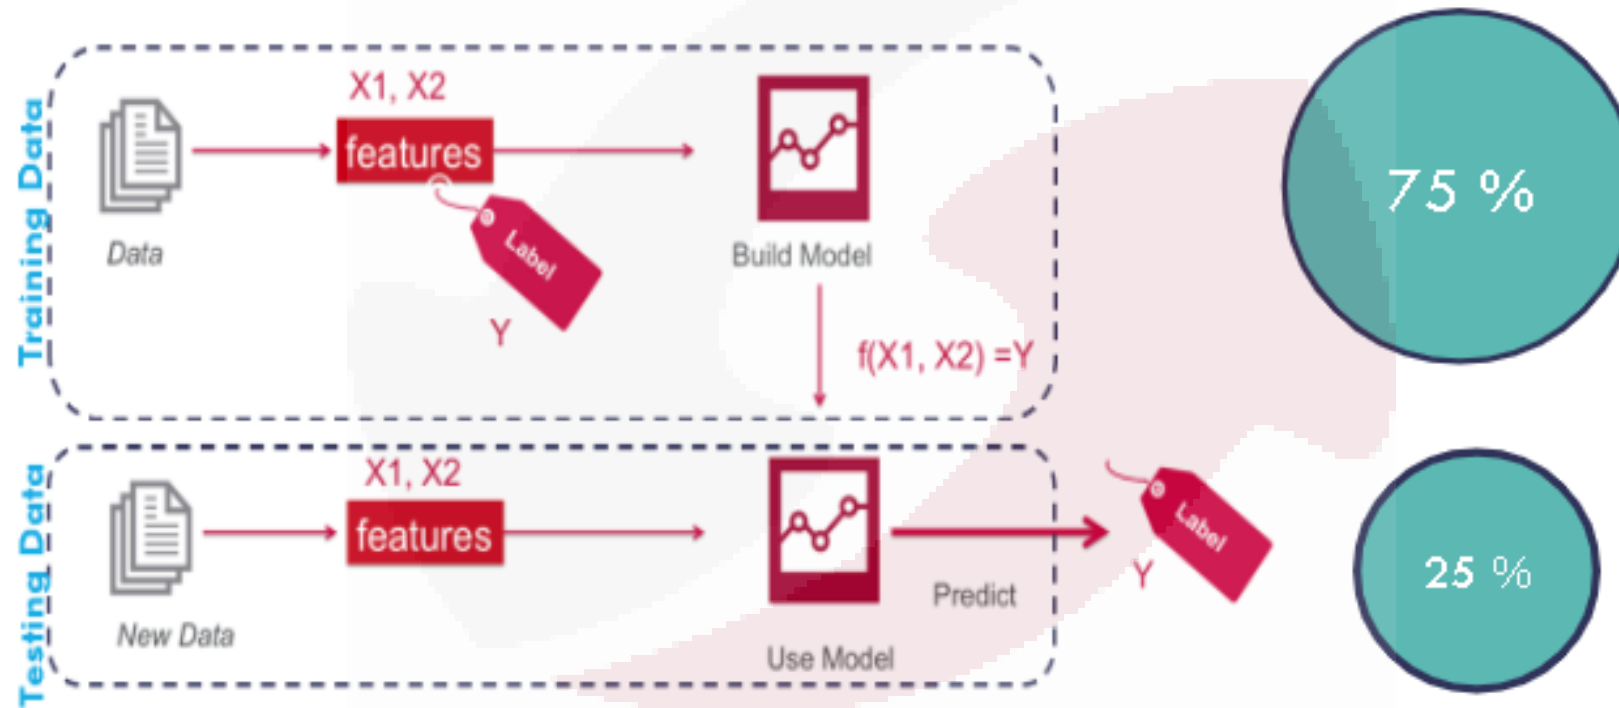 Training Data
X1, X2
features
Data
Label
Y
Build Model
f(X1, X2) =Y
75 %
Testing Data
X1, X2
features
New Data
Use Model
Predict
Label
Y
25 %